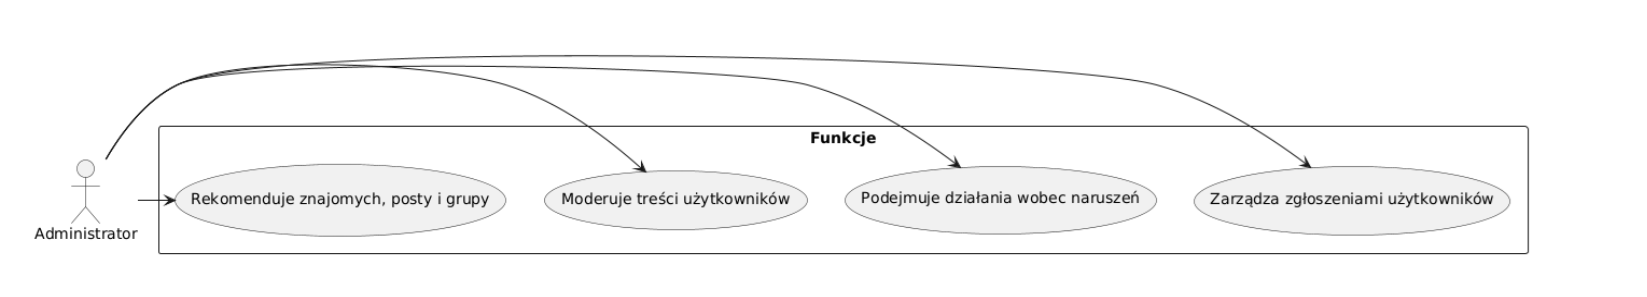 Funkcje
Rekomenduje znajomych, posty i grupy
Moderuje treści użytkowników
Podejmuje działania wobec naruszeń
Zarządza zgłoszeniami użytkowników
Administrator